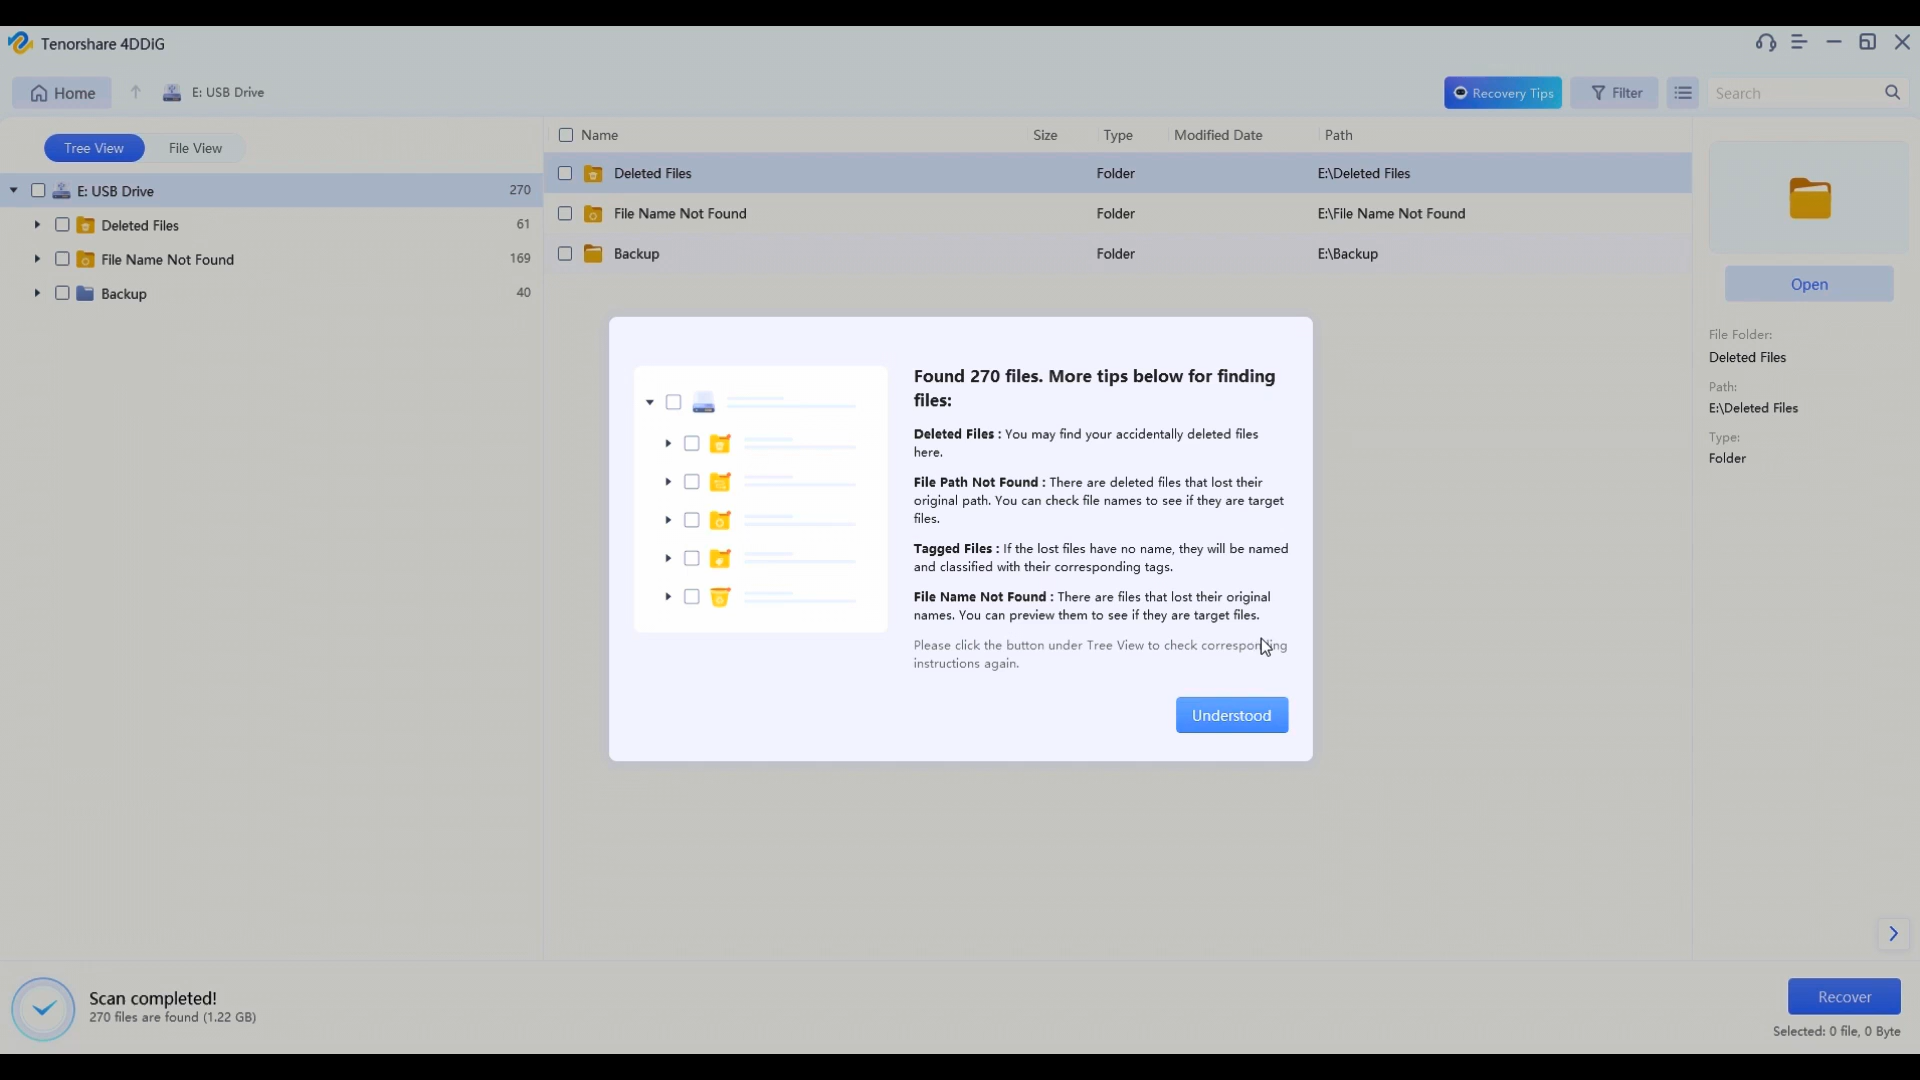 Tenorshare 4DDiG
Home
E: USB Drive
Recovery Tips
Filter
Search
Tree View
File View
E: USB Drive 270
Deleted Files 61
File Name Not Found 169
Backup 40
Name Size Type Modified Date Path
Deleted Files Folder E:\Deleted Files
File Name Not Found Folder E:\File Name Not Found
Backup Folder E:\Backup
Open
File Folder:
Deleted Files
Path:
E:\Deleted Files
Type:
Folder
Found 270 files. More tips below for finding
files:
Deleted Files : You may find your accidentally deleted files
here.
File Path Not Found : There are deleted files that lost their
original path. You can check file names to see if they are target
files.
Tagged Files : If the lost files have no name, they will be named
and classified with their corresponding tags.
File Name Not Found : There are files that lost their original
names. You can preview them to see if they are target files.
Please click the button under Tree View to check corresponding
instructions again.
Understood
Scan completed!
270 files are found (1.22 GB)
Recover
Selected: 0 file, 0 Byte